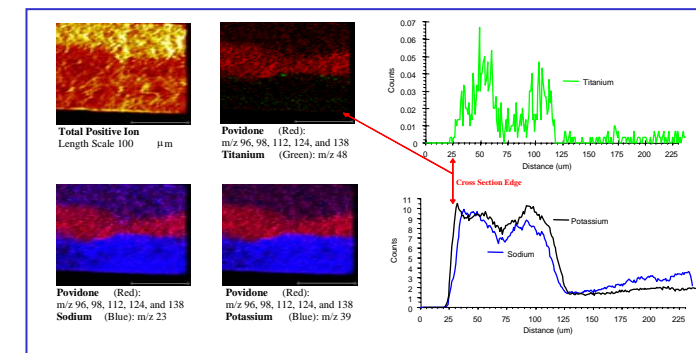 Total Positive Ion
Length Scale 100 μm
Povidone (Red):
m/z 96, 98, 112, 124, and 138
Titanium (Green): m/z 48
Povidone (Red):
m/z 96, 98, 112, 124, and 138
Sodium (Blue): m/z 23
Povidone (Red):
m/z 96, 98, 112, 124, and 138
Potassium (Blue): m/z 39
0.07
0.06
0.05
0.04
0.03
0.02
0.01
0
Counts
Titanium
0 25 50 75 100 125 150 175 200 225
Distance (um)
Cross Section Edge
11
10
9
8
7
6
5
4
3
2
1
0
Counts
Potassium
Sodium
0 25 50 75 100 125 150 175 200 225
Distance (um)